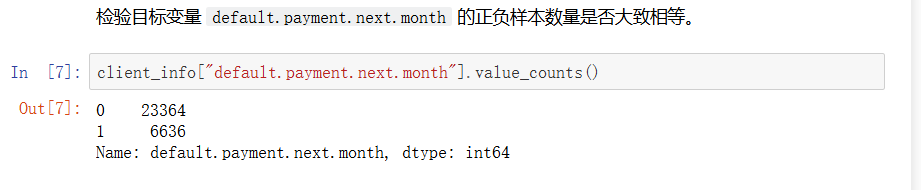 检验目标变量 default.payment.next.month 的正负样本数量是否大致相等。
In [7]: client_info["default.payment.next.month"].value_counts()
Out[7]: 0 23364
1 6636
Name: default.payment.next.month, dtype: int64